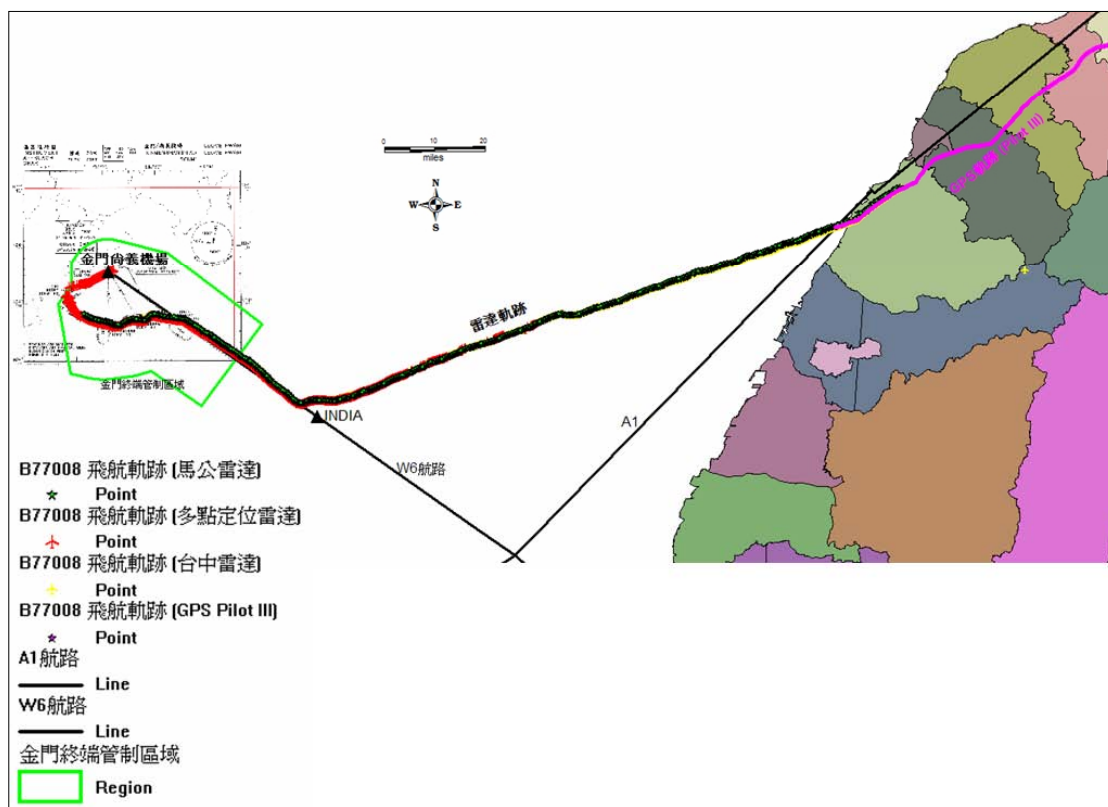 0 10 20
miles
N
W E
S
GPS軌跡 (Pilot III)
金門尚義機場
雷達軌跡
金門終端管制區域
INDIA
A1
W6航路
B77008 飛航軌跡 (馬公雷達)
Point
B77008 飛航軌跡 (多點定位雷達)
Point
B77008 飛航軌跡 (台中雷達)
Point
B77008 飛航軌跡 (GPS Pilot III)
Point
A1航路
Line
W6航路
Line
金門終端管制區域
Region